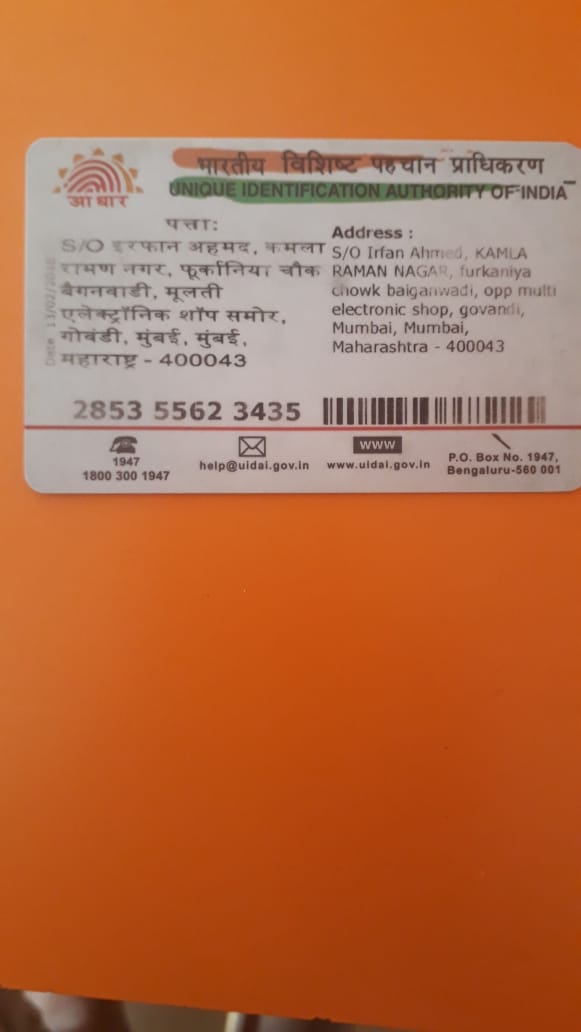 भारतीय विशिष्ट पहचान प्राधिकरण
UNIQUE IDENTIFICATION AUTHORITY OF INDIA
आधार
पत्ता:
S/O इरफान अहमद, कमला
रामण नगर, फूर्कानिया चौक
बैगनवाडी, मूलती
एलेक्ट्रॉनिक शॉप समोर,
गोवंडी, मुंबई, मुंबई,
महाराष्ट्र - 400043
Address :
S/O Irfan Ahmed, KAMLA
RAMAN NAGAR, furkaniya
chowk baiganwadi, opp multi
electronic shop, govandi,
Mumbai, Mumbai,
Maharashtra - 400043
Date
2853 5562 3435
1947
1800 300 1947
help@uidai.gov.in
www
www.uidai.gov.in
P.O. Box No. 1947,
Bengaluru-560 001